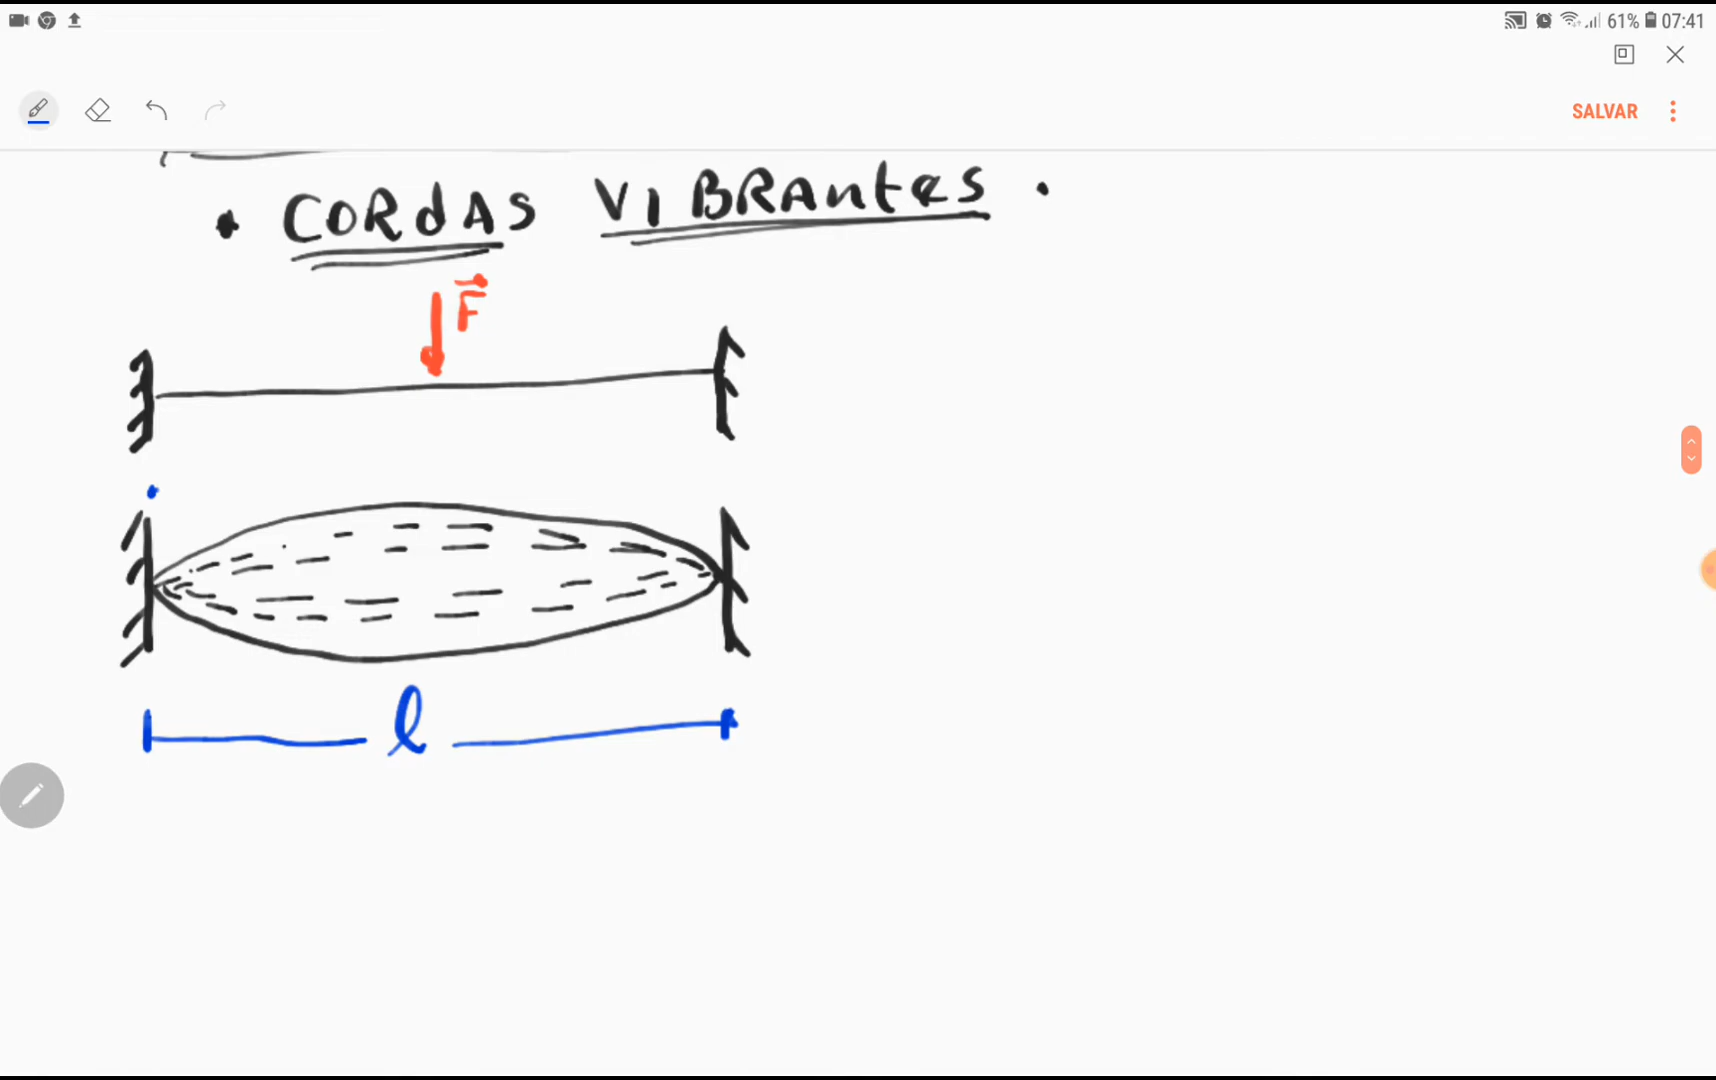 61% 07:41
SALVAR
• CORdAS VIBRAntes •
F
l